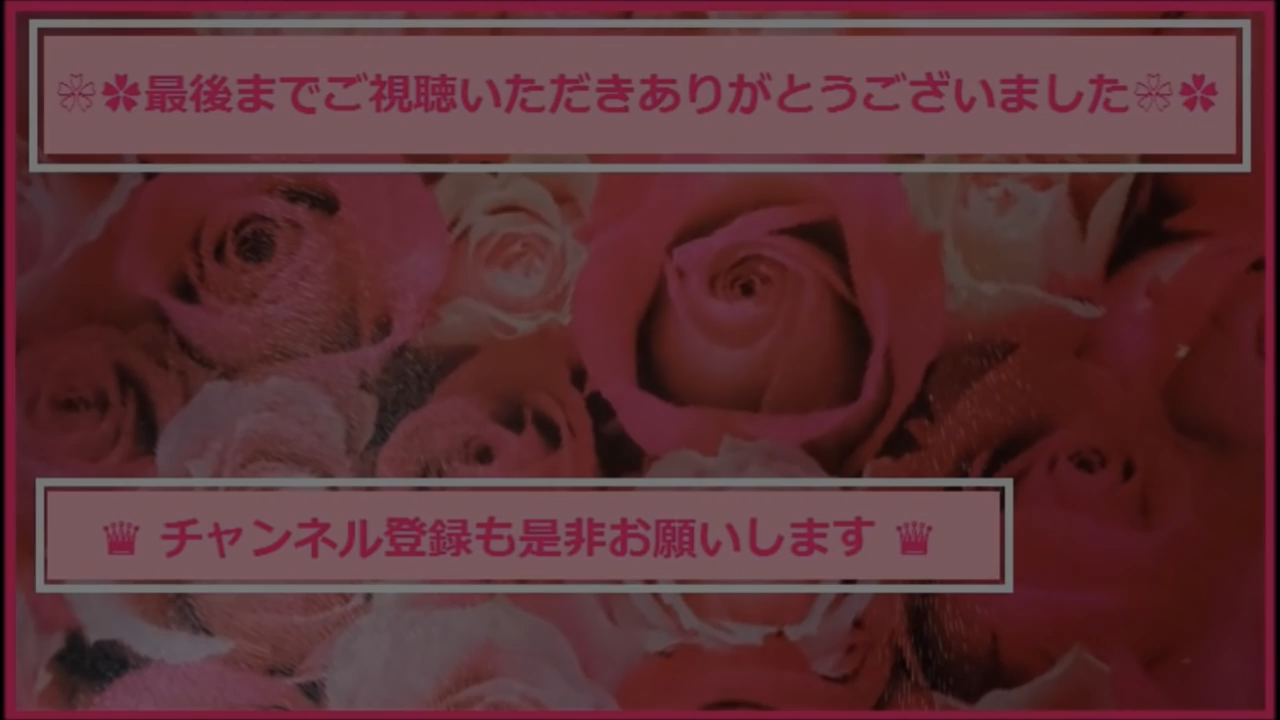 ❀✿最後までご視聴いただきありがとうございました❀✿
♛ チャンネル登録も是非お願いします ♛